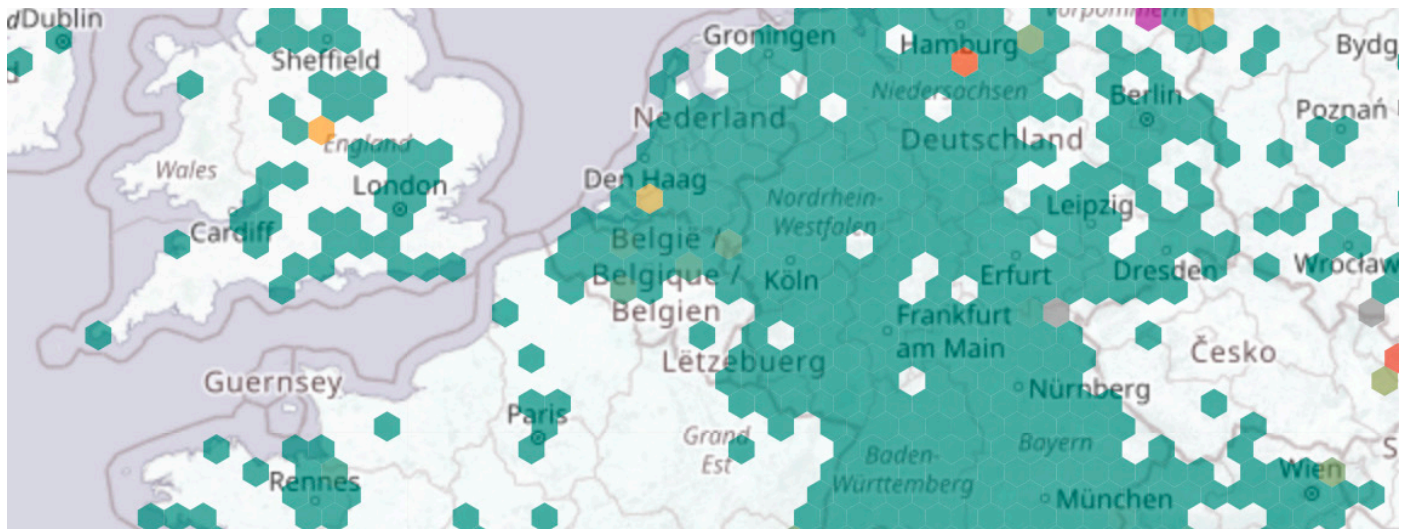 Dublin
Vorpommern
Groningen
Hamburg
Sheffield
Bydg
Niedersachsen
Berlin
Poznań
Nederland
England
Deutschland
Wales
London
Den Haag
Nordrhein-
Westfalen
Leipzig
Cardiff
België /
Belgique /
Belgien
Köln
Erfurt
Dresden
Wrocław
Frankfurt
am Main
Česko
Lëtzebuerg
Guernsey
Nürnberg
Paris
Grand
Est
Bayern
Baden-
Württemberg
Wien
Rennes
München